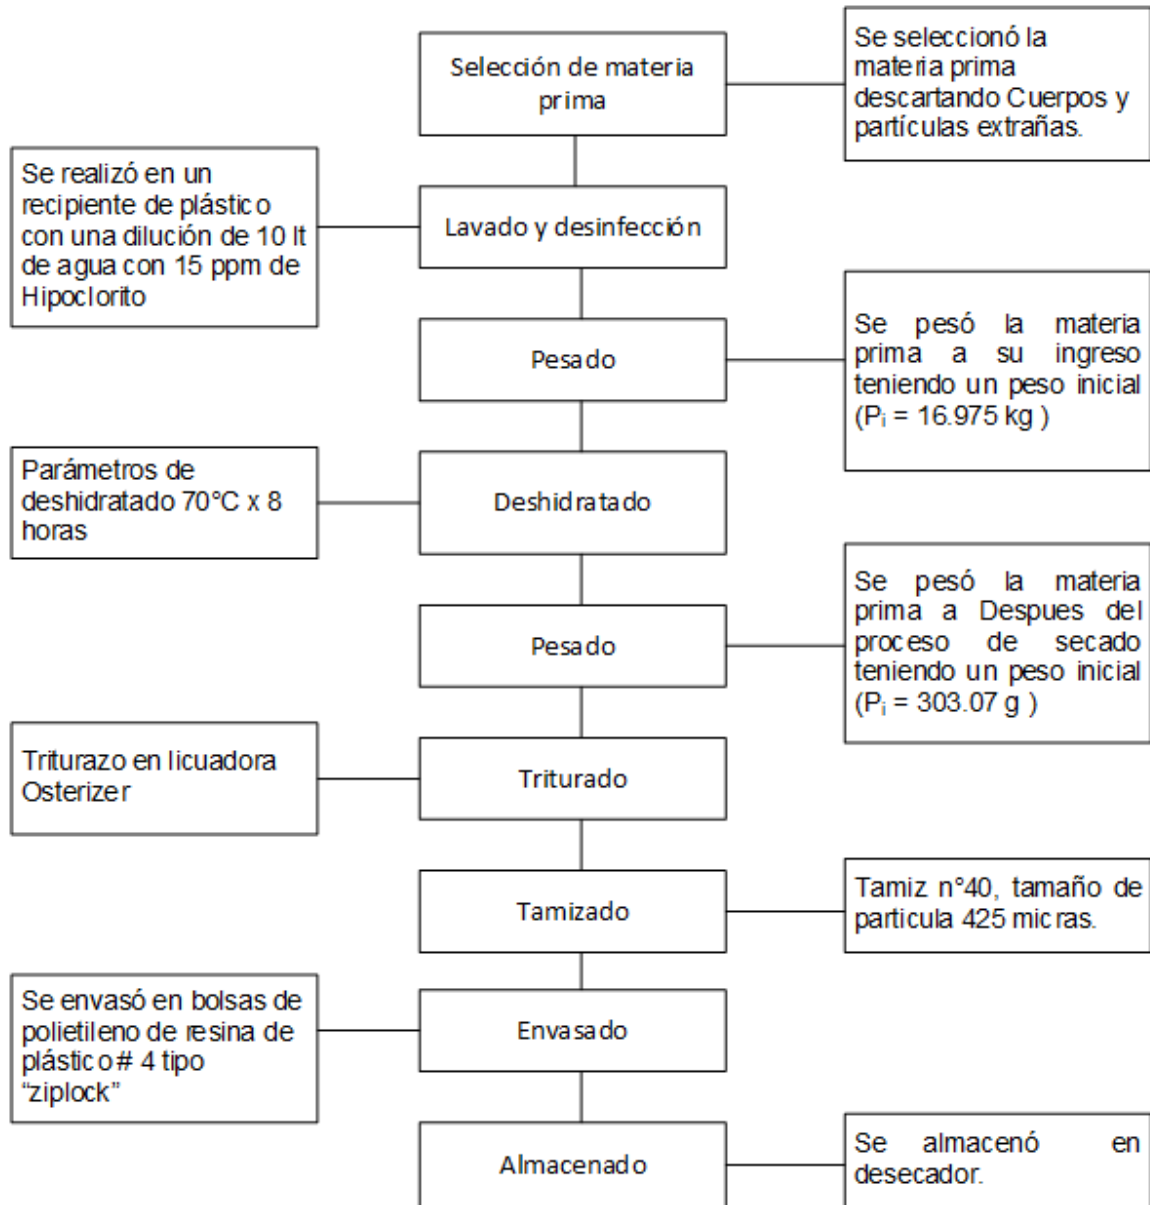 Selección de materia
prima
Se seleccionó la
materia prima
descartando Cuerpos y
partículas extrañas.
Se realizó en un
recipiente de plástico
con una dilución de 10 lt
de agua con 15 ppm de
Hipoclorito
Lavado y desinfección
Pesado
Se pesó la materia
prima a su ingreso
teniendo un peso inicial
(Pᵢ = 16.975 kg )
Parámetros de
deshidratado 70°C x 8
horas
Deshidratado
Pesado
Se pesó la materia
prima a Despues del
proceso de secado
teniendo un peso inicial
(Pᵢ = 303.07 g )
Triturazo en licuadora
Osterizer
Triturado
Tamizado
Tamiz n°40, tamaño de
particula 425 micras.
Se envasó en bolsas de
polietileno de resina de
plástico # 4 tipo
“ziplock”
Envasado
Almacenado
Se almacenó en
desecador.